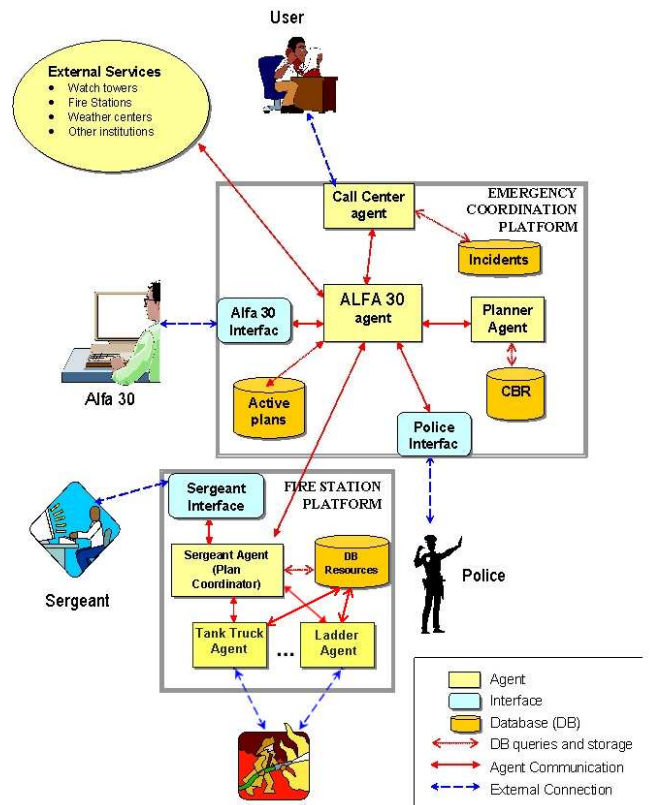 User
External Services
• Watch towers
• Fire Stations
• Weather centers
• Other institutions
Call Center
agent
EMERGENCY
COORDINATION
PLATFORM
Incidents
ALFA 30
agent
Alfa 30
Interfac
Planner
Agent
Alfa 30
Active
plans
CBR
Police
Interfac
Sergeant
Interface
FIRE STATION
PLATFORM
Sergeant Agent
(Plan
Coordinator)
DB
Resources
Sergeant
Police
Tank Truck
Agent
...
Ladder
Agent
Agent
Interface
Database (DB)
DB queries and storage
Agent Communication
External Connection